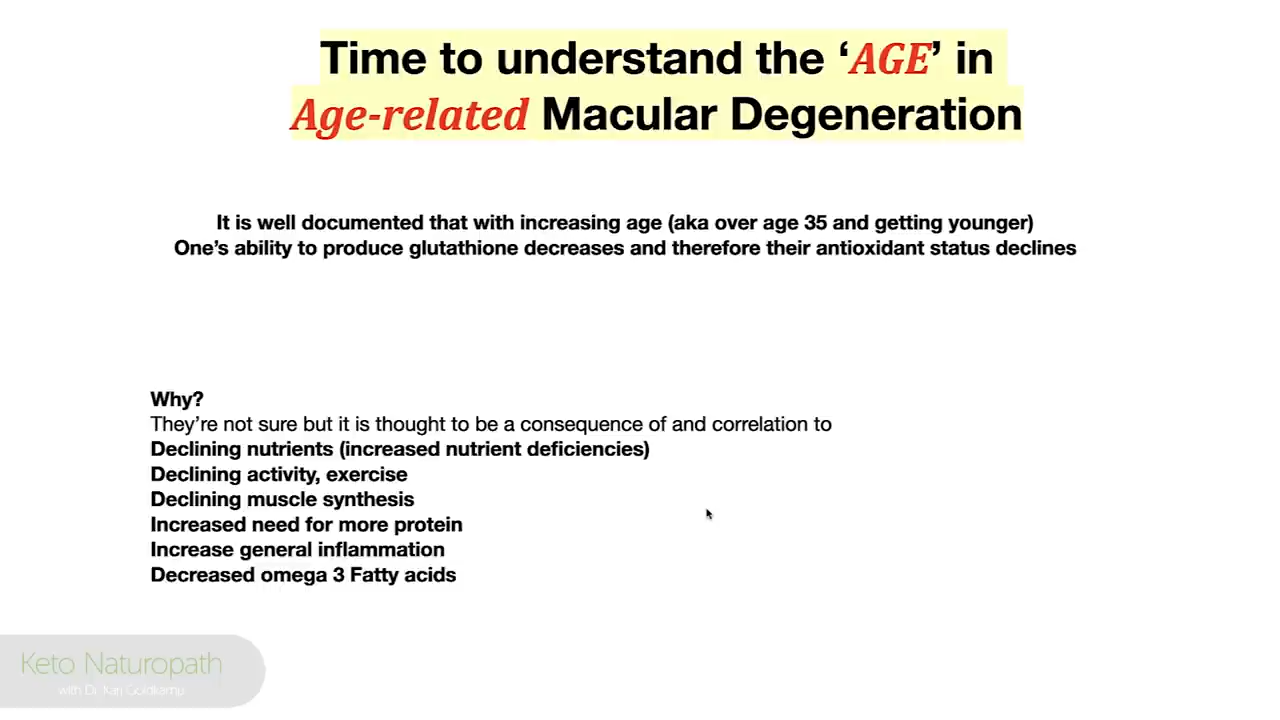 Time to understand the ‘AGE’ in
Age-related Macular Degeneration
It is well documented that with increasing age (aka over age 35 and getting younger)
One’s ability to produce glutathione decreases and therefore their antioxidant status declines
Why?
They’re not sure but it is thought to be a consequence of and correlation to
Declining nutrients (increased nutrient deficiencies)
Declining activity, exercise
Declining muscle synthesis
Increased need for more protein
Increase general inflammation
Decreased omega 3 Fatty acids
Keto Naturopath
with Dr. Karl Goldkamp